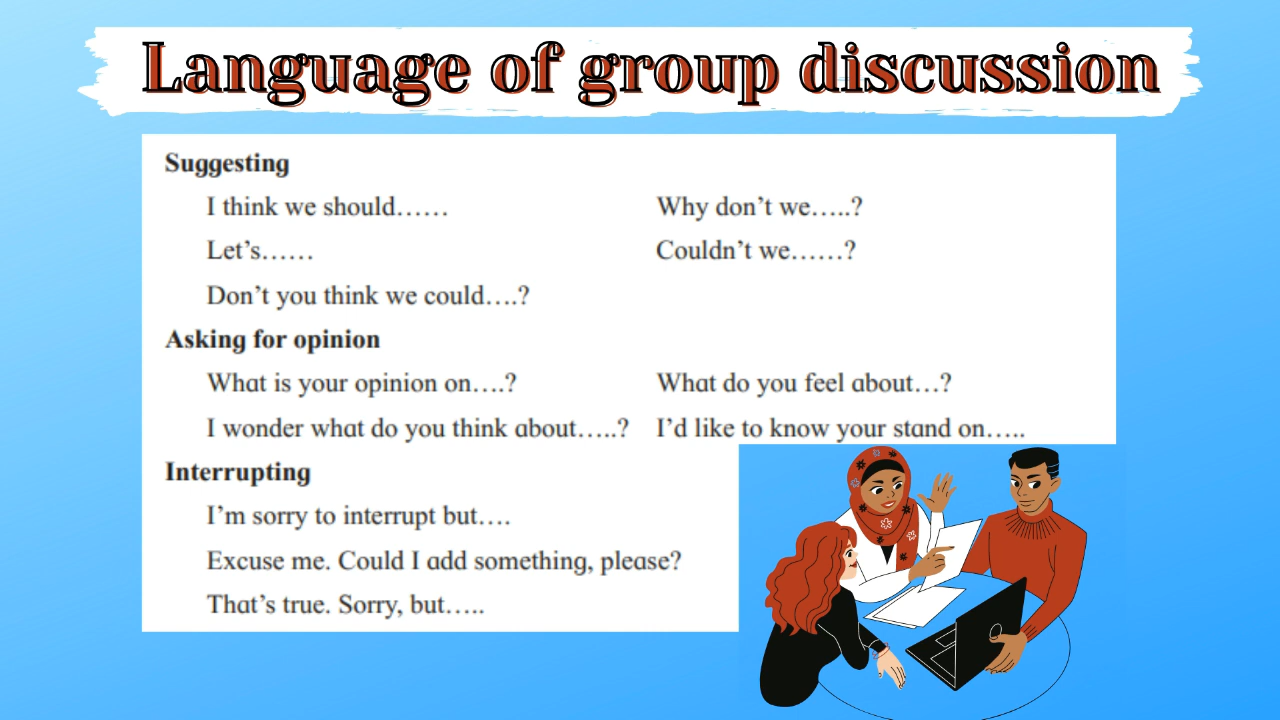 Language of group discussion
Suggesting
I think we should…… Why don’t we…..?
Let’s…… Couldn’t we……?
Don’t you think we could….?
Asking for opinion
What is your opinion on….? What do you feel about…?
I wonder what do you think about…..? I’d like to know your stand on…..
Interrupting
I’m sorry to interrupt but….
Excuse me. Could I add something, please?
That’s true. Sorry, but…..